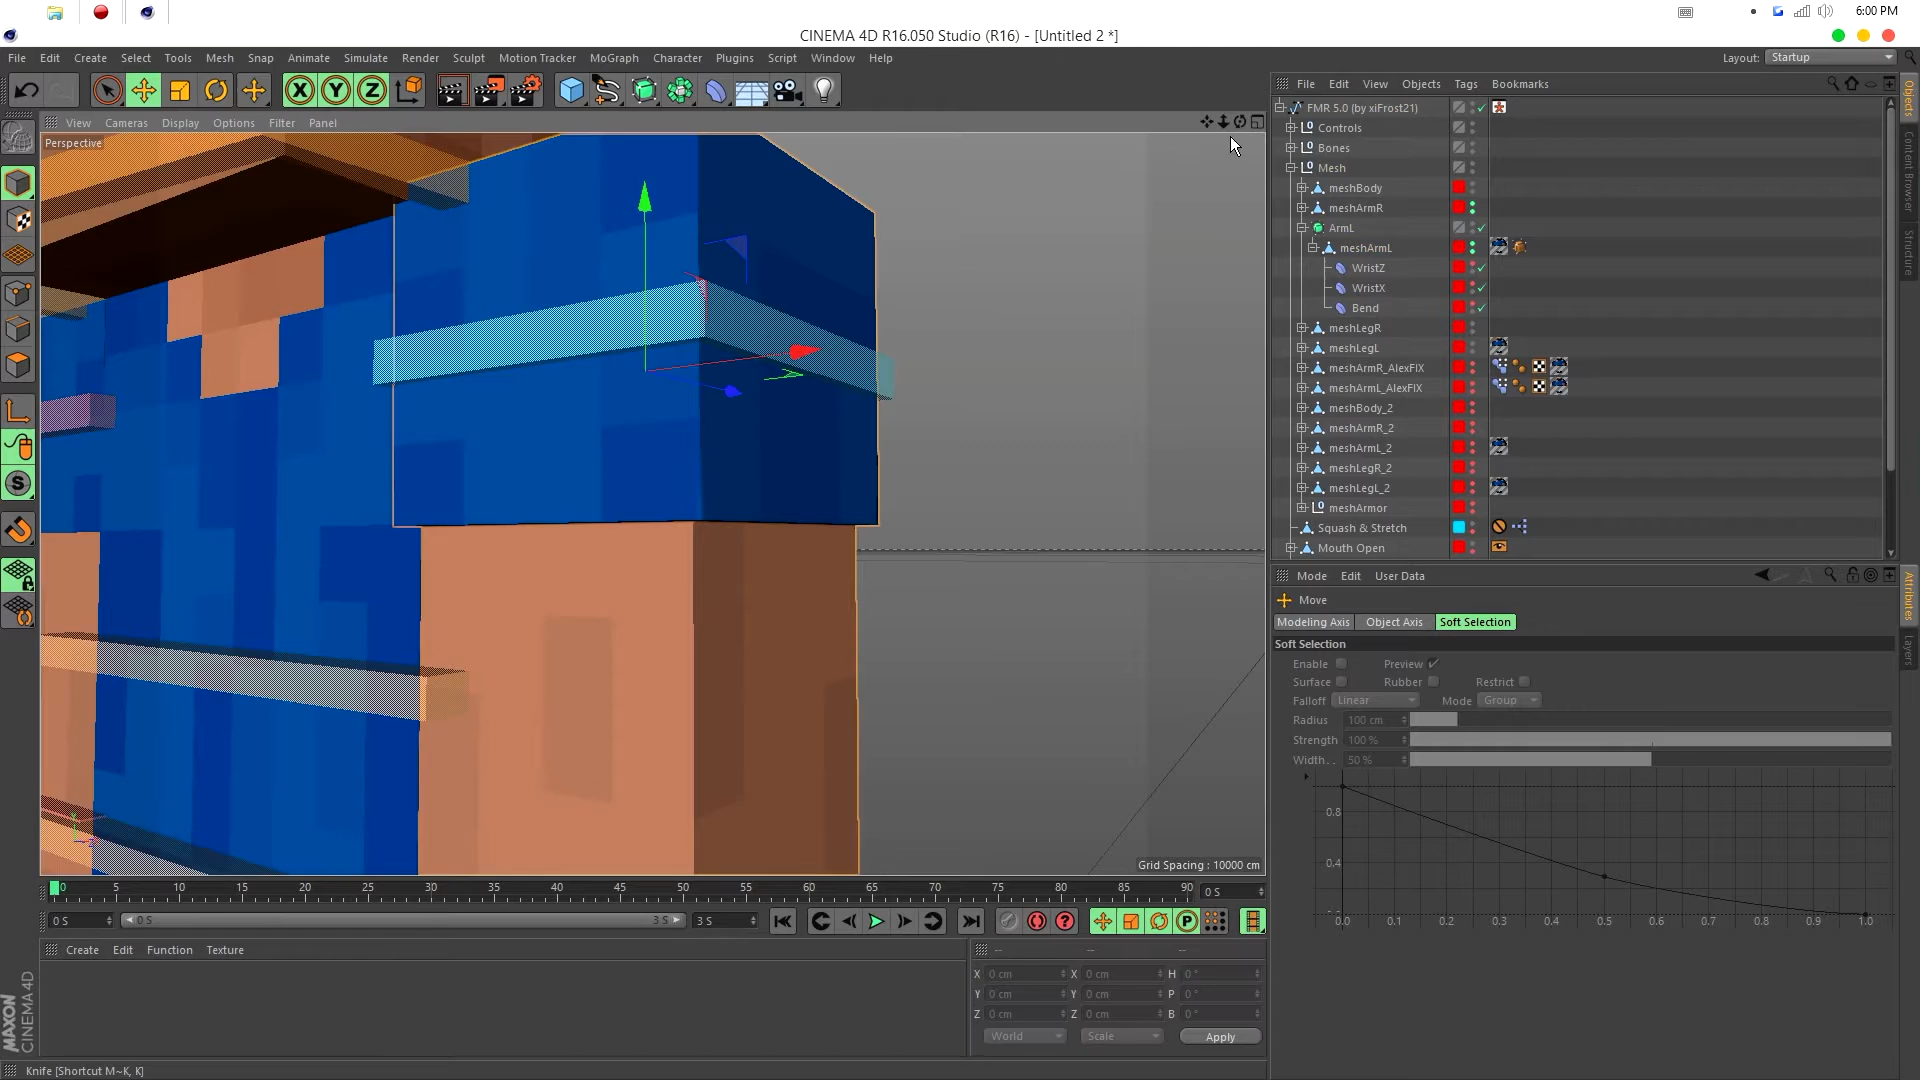 6:00 PM
CINEMA 4D R16.050 Studio (R16) - [Untitled 2 *]
File Edit Create Select Tools Mesh Snap Animate Simulate Render Sculpt Motion Tracker MoGraph Character Plugins Script Window Help
Layout: Startup
X Y Z
File Edit View Objects Tags Bookmarks
View Cameras Display Options Filter Panel
Perspective
FMR 5.0 (by xiFrost21)
Controls
Bones
Mesh
meshBody
meshArmR
ArmL
meshArmL
WristZ
WristX
Bend
meshLegR
meshLegL
meshArmR_AlexFIX
meshArmL_AlexFIX
meshBody_2
meshArmR_2
meshArmL_2
meshLegR_2
meshLegL_2
meshArmor
Squash & Stretch
Mouth Open
Objects
Content Browser
Structure
Mode Edit User Data
Move
Modeling Axis Object Axis Soft Selection
Soft Selection
Enable Preview
Surface Rubber Restrict
Falloff Linear Mode Group
Radius 100 cm
Strength 100 %
Width.. 50 %
0.8
0.4
0.0 0.1 0.2 0.3 0.4 0.5 0.6 0.7 0.8 0.9 1.0
Attributes
Layers
Grid Spacing : 10000 cm
0 5 10 15 20 25 30 35 40 45 50 55 60 65 70 75 80 85 90 0 S
0 S 0 S 3 S 3 S
Create Edit Function Texture
-- -- --
X 0 cm X 0 cm H 0 °
Y 0 cm Y 0 cm P 0 °
Z 0 cm Z 0 cm B 0 °
World Scale Apply
MAXON
CINEMA 4D
Knife [Shortcut M~K, K]